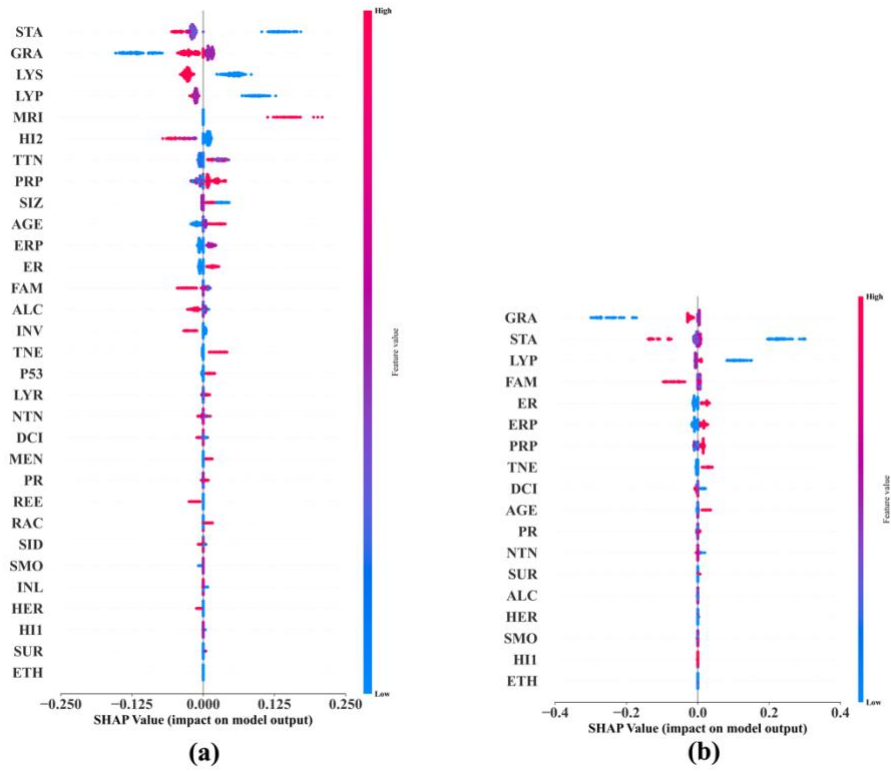 High
STA
GRA
LYS
LYP
MRI
HI2
TTN
PRP
SIZ
AGE
ERP
ER
FAM
ALC
INV
TNE
P53
LYR
NTN
DCI
MEN
PR
REE
RAC
SID
SMO
INL
HER
HI1
SUR
ETH
Feature value
Low
−0.250 −0.125 0.000 0.125 0.250
SHAP Value (impact on model output)
(a)
High
GRA
STA
LYP
FAM
ER
ERP
PRP
TNE
DCI
AGE
PR
NTN
SUR
ALC
HER
SMO
HI1
ETH
Feature value
Low
−0.4 −0.2 0.0 0.2 0.4
SHAP Value (impact on model output)
(b)